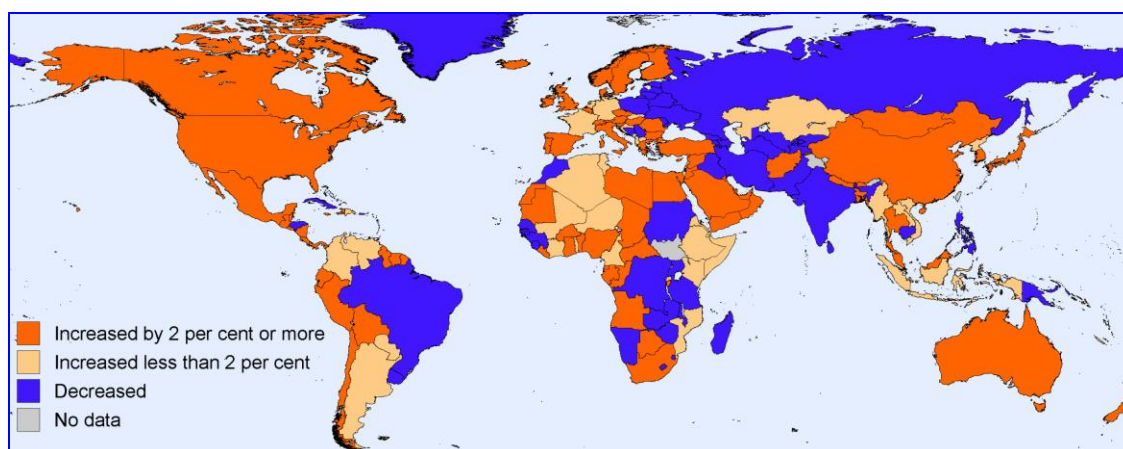 Increased by 2 per cent or more
Increased less than 2 per cent
Decreased
No data